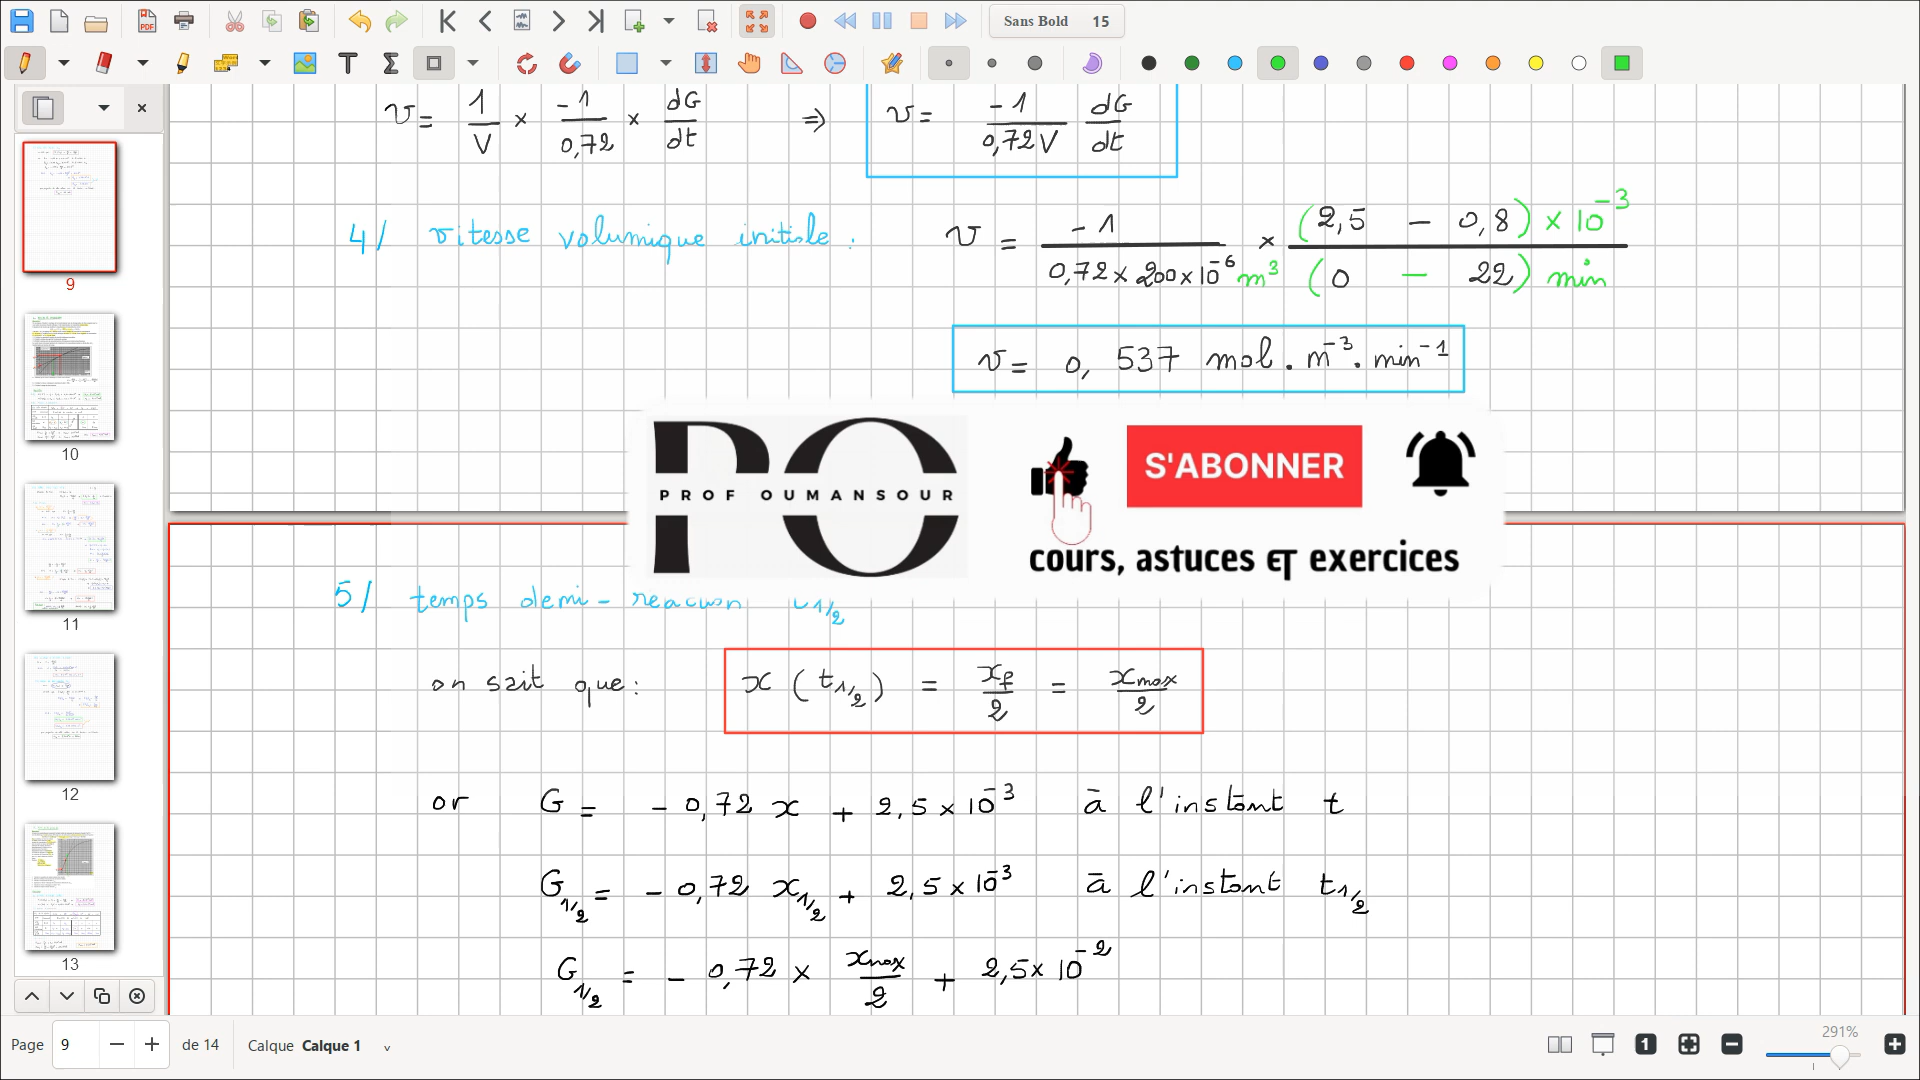 Sans Bold 15
v = 1/V × -1/0,72 × dG/dt ⇒ v = -1/0,72V dG/dt
4/ vitesse volumique initiale : v = -1/0,72 × 200 × 10⁻⁶ m³ × (2,5 - 0,8) × 10⁻³/(0 - 22) min
v = 0,537 mol . m⁻³ . min⁻¹
PROF OUMANSOUR
S'ABONNER
cours, astuces et exercices
5/ temps demi-reaction t1/2
on sait que: x (t1/2) = xf/2 = xmax/2
or G = - 0,72 x + 2,5 × 10⁻³ à l'instant t
G1/2 = - 0,72 x1/2 + 2,5 × 10⁻³ à l'instant t1/2
G1/2 = - 0,72 × xmax/2 + 2,5 × 10⁻²
9
10
11
12
13
Page 9 de 14 Calque Calque 1
291%